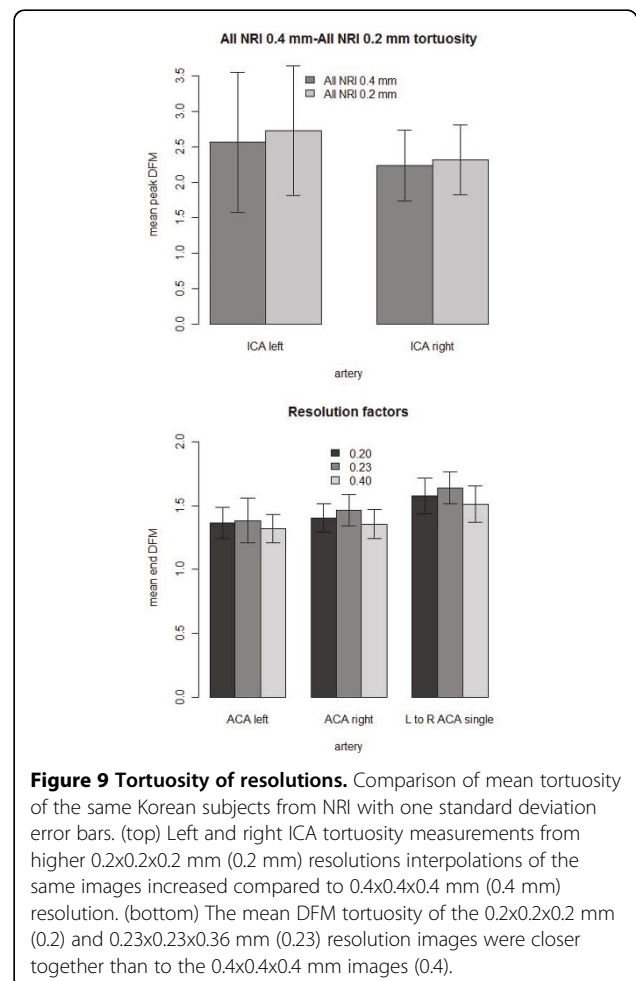 All NRI 0.4 mm-All NRI 0.2 mm tortuosity
All NRI 0.4 mm
All NRI 0.2 mm
mean peak DFM
3.5
3.0
2.5
2.0
1.5
1.0
0.5
0.0
ICA left
ICA right
artery
Resolution factors
0.20
0.23
0.40
mean end DFM
2.0
1.5
1.0
0.5
0.0
ACA left
ACA right
L to R ACA single
artery
Figure 9 Tortuosity of resolutions. Comparison of mean tortuosity
of the same Korean subjects from NRI with one standard deviation
error bars. (top) Left and right ICA tortuosity measurements from
higher 0.2x0.2x0.2 mm (0.2 mm) resolutions interpolations of the
same images increased compared to 0.4x0.4x0.4 mm (0.4 mm)
resolution. (bottom) The mean DFM tortuosity of the 0.2x0.2x0.2 mm
(0.2) and 0.23x0.23x0.36 mm (0.23) resolution images were closer
together than to the 0.4x0.4x0.4 mm images (0.4).